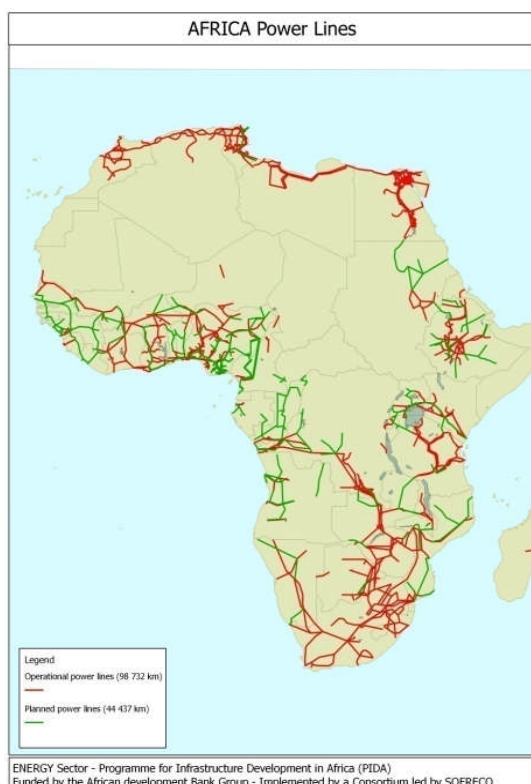 AFRICA Power Lines
Legend
Operational power lines (98 732 km)
Planned power lines (44 437 km)
ENERGY Sector - Programme for Infrastructure Development in Africa (PIDA)
Funded by the African development Bank Group - Implemented by a Consortium led by SOFRECO